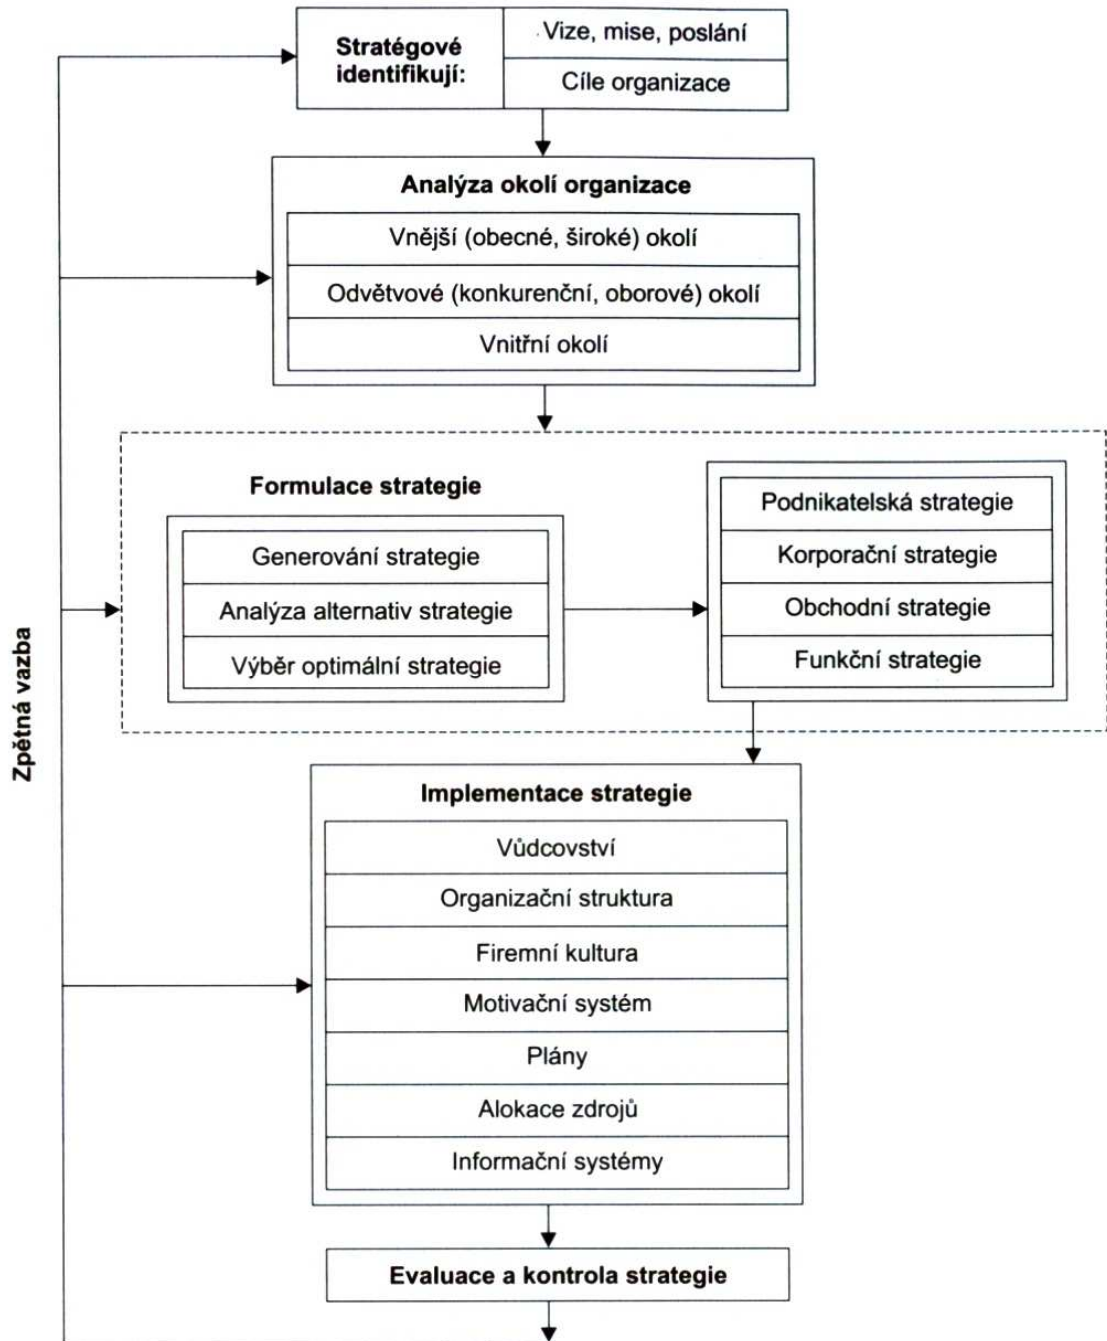 Stratégové
identifikují:
Vize, mise, poslání
Cíle organizace
Analýza okolí organizace
Vnější (obecné, široké) okolí
Odvětvové (konkurenční, oborové) okolí
Vnitřní okolí
Formulace strategie
Generování strategie
Analýza alternativ strategie
Výběr optimální strategie
Podnikatelská strategie
Korporační strategie
Obchodní strategie
Funkční strategie
Zpětná vazba
Implementace strategie
Vůdcovství
Organizační struktura
Firemní kultura
Motivační systém
Plány
Alokace zdrojů
Informační systémy
Evaluace a kontrola strategie